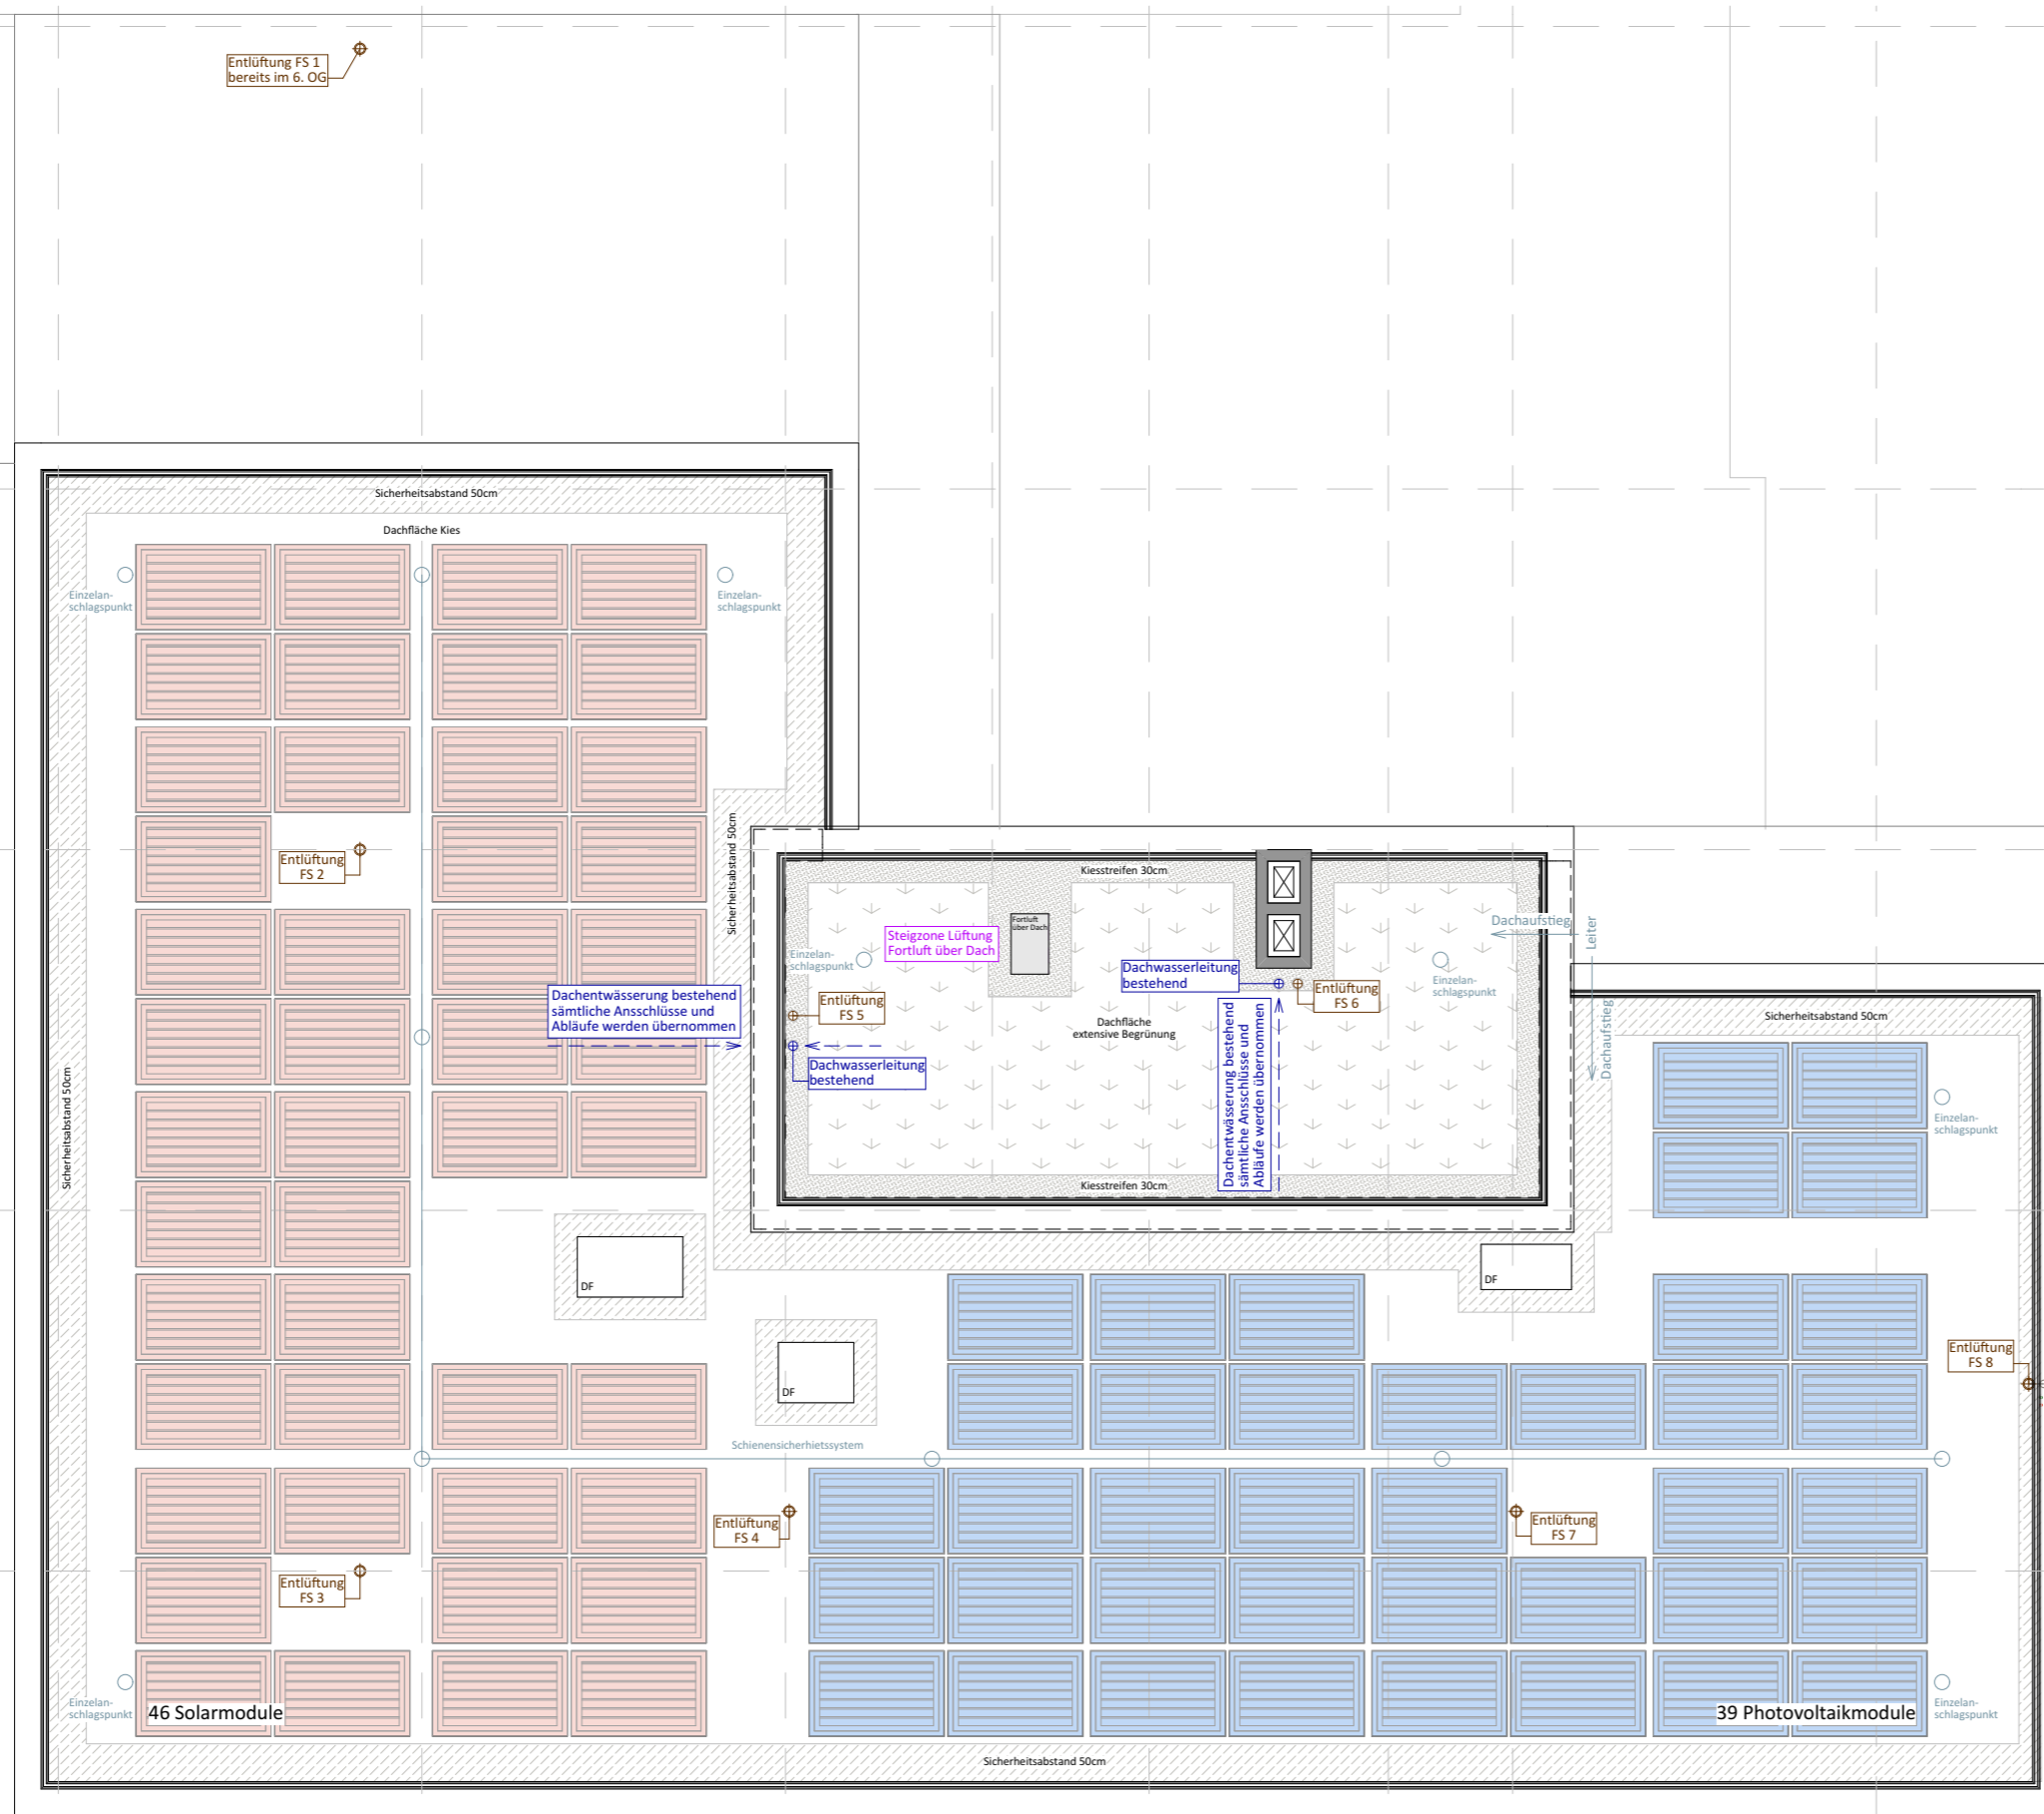 Entlüftung FS 1
bereits im 6. OG
Sicherheitsabstand 50cm
Dachfläche Kies
Einzelan-
schlagspunkt
Einzelan-
schlagspunkt
Entlüftung
FS 2
Sicherheitsabstand 50cm
Kiesstreifen 30cm
Fortluft
über Dach
Steigzone Lüftung
Fortluft über Dach
Dachaufstieg
Leiter
Einzelan-
schlagspunkt
Dachwasserleitung
bestehend
Einzelan-
schlagspunkt
Entlüftung
FS 6
Dachentwässerung bestehend
sämtliche Ansschlüsse und
Abläufe werden übernommen
Entlüftung
FS 5
Dachfläche
extensive Begrünung
Dachwasserleitung
bestehend
Dachentwässerung bestehend
sämtliche Ansschlüsse und
Abläufe werden übernommen
Dachaufstieg
Sicherheitsabstand 50cm
Einzelan-
schlagspunkt
Sicherheitsabstand 50cm
Kiesstreifen 30cm
DF
DF
DF
Entlüftung
FS 8
Schienensicherhietssystem
Entlüftung
FS 4
Entlüftung
FS 7
Entlüftung
FS 3
Einzelan-
schlagspunkt
46 Solarmodule
39 Photovoltaikmodule
Einzelan-
schlagspunkt
Sicherheitsabstand 50cm